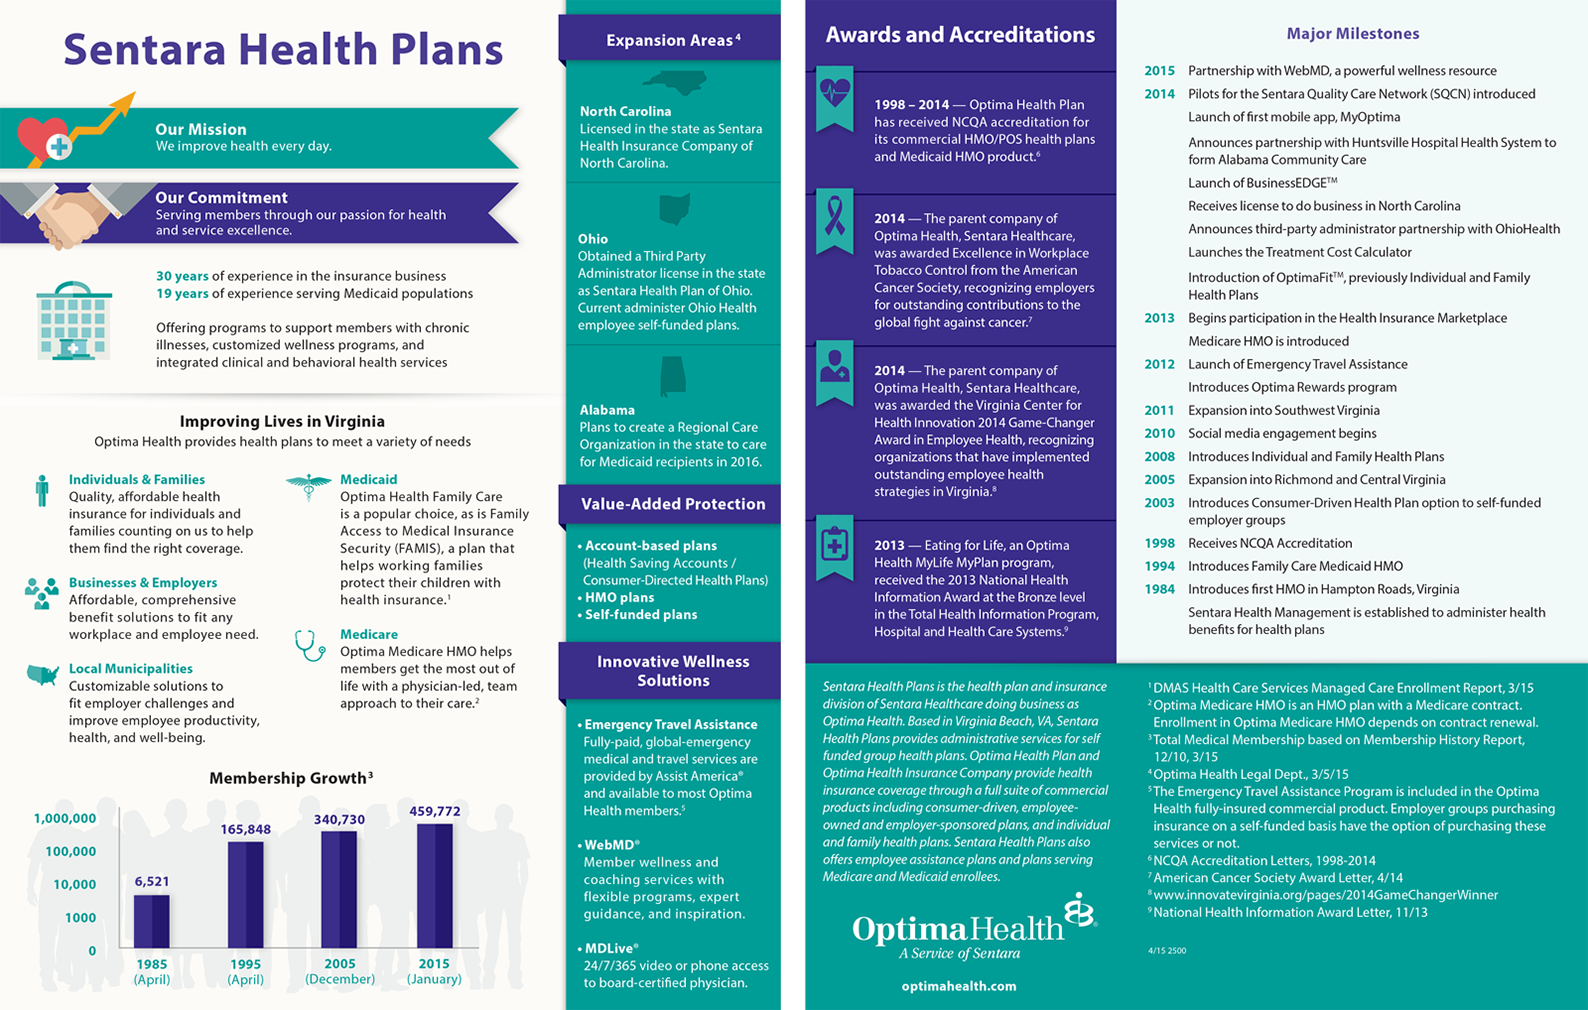 Sentara Health Plans
Our Mission
We improve health every day.
Our Commitment
Serving members through our passion for health
and service excellence.
30 years of experience in the insurance business
19 years of experience serving Medicaid populations
Offering programs to support members with chronic
illnesses, customized wellness programs, and
integrated clinical and behavioral health services
Improving Lives in Virginia
Optima Health provides health plans to meet a variety of needs
Individuals & Families
Quality, affordable health
insurance for individuals and
families counting on us to help
them find the right coverage.
Businesses & Employers
Affordable, comprehensive
benefit solutions to fit any
workplace and employee need.
Local Municipalities
Customizable solutions to
fit employer challenges and
improve employee productivity,
health, and well-being.
Medicaid
Optima Health Family Care
is a popular choice, as is Family
Access to Medical Insurance
Security (FAMIS), a plan that
helps working families
protect their children with
health insurance.¹
Medicare
Optima Medicare HMO helps
members get the most out of
life with a physician-led, team
approach to their care.²
Membership Growth³
1,000,000
100,000
10,000
1000
0
6,521
165,848
340,730
459,772
1985
(April)
1995
(April)
2005
(December)
2015
(January)
Expansion Areas⁴
North Carolina
Licensed in the state as Sentara
Health Insurance Company of
North Carolina.
Ohio
Obtained a Third Party
Administrator license in the state
as Sentara Health Plan of Ohio.
Current administer Ohio Health
employee self-funded plans.
Alabama
Plans to create a Regional Care
Organization in the state to care
for Medicaid recipients in 2016.
Value-Added Protection
• Account-based plans
(Health Saving Accounts /
Consumer-Directed Health Plans)
• HMO plans
• Self-funded plans
Innovative Wellness
Solutions
• Emergency Travel Assistance
Fully-paid, global-emergency
medical and travel services are
provided by Assist America®
and available to most Optima
Health members.⁵
• WebMD®
Member wellness and
coaching services with
flexible programs, expert
guidance, and inspiration.
• MDLive®
24/7/365 video or phone access
to board-certified physician.
Awards and Accreditations
1998 – 2014 — Optima Health Plan
has received NCQA accreditation for
its commercial HMO/POS health plans
and Medicaid HMO product.⁶
2014 — The parent company of
Optima Health, Sentara Healthcare,
was awarded Excellence in Workplace
Tobacco Control from the American
Cancer Society, recognizing employers
for outstanding contributions to the
global fight against cancer.⁷
2014 — The parent company of
Optima Health, Sentara Healthcare,
was awarded the Virginia Center for
Health Innovation 2014 Game-Changer
Award in Employee Health, recognizing
organizations that have implemented
outstanding employee health
strategies in Virginia.⁸
2013 — Eating for Life, an Optima
Health MyLife MyPlan program,
received the 2013 National Health
Information Award at the Bronze level
in the Total Health Information Program,
Hospital and Health Care Systems.⁹
Major Milestones
2015 Partnership with WebMD, a powerful wellness resource
2014 Pilots for the Sentara Quality Care Network (SQCN) introduced
Launch of first mobile app, MyOptima
Announces partnership with Huntsville Hospital Health System to
form Alabama Community Care
Launch of BusinessEDGE™
Receives license to do business in North Carolina
Announces third-party administrator partnership with OhioHealth
Launches the Treatment Cost Calculator
Introduction of OptimaFit™, previously Individual and Family
Health Plans
2013 Begins participation in the Health Insurance Marketplace
Medicare HMO is introduced
2012 Launch of Emergency Travel Assistance
Introduces Optima Rewards program
2011 Expansion into Southwest Virginia
2010 Social media engagement begins
2008 Introduces Individual and Family Health Plans
2005 Expansion into Richmond and Central Virginia
2003 Introduces Consumer-Driven Health Plan option to self-funded
employer groups
1998 Receives NCQA Accreditation
1994 Introduces Family Care Medicaid HMO
1984 Introduces first HMO in Hampton Roads, Virginia
Sentara Health Management is established to administer health
benefits for health plans
Sentara Health Plans is the health plan and insurance
division of Sentara Healthcare doing business as
Optima Health. Based in Virginia Beach, VA, Sentara
Health Plans provides administrative services for self
funded group health plans. Optima Health Plan and
Optima Health Insurance Company provide health
insurance coverage through a full suite of commercial
products including consumer-driven, employee-
owned and employer-sponsored plans, and individual
and family health plans. Sentara Health Plans also
offers employee assistance plans and plans serving
Medicare and Medicaid enrollees.
OptimaHealth®
A Service of Sentara
optimahealth.com
¹ DMAS Health Care Services Managed Care Enrollment Report, 3/15
² Optima Medicare HMO is an HMO plan with a Medicare contract.
Enrollment in Optima Medicare HMO depends on contract renewal.
³ Total Medical Membership based on Membership History Report,
12/10, 3/15
⁴ Optima Health Legal Dept., 3/5/15
⁵ The Emergency Travel Assistance Program is included in the Optima
Health fully-insured commercial product. Employer groups purchasing
insurance on a self-funded basis have the option of purchasing these
services or not.
⁶ NCQA Accreditation Letters, 1998-2014
⁷ American Cancer Society Award Letter, 4/14
⁸ www.innovatevirginia.org/pages/2014GameChangerWinner
⁹ National Health Information Award Letter, 11/13
4/15 2500